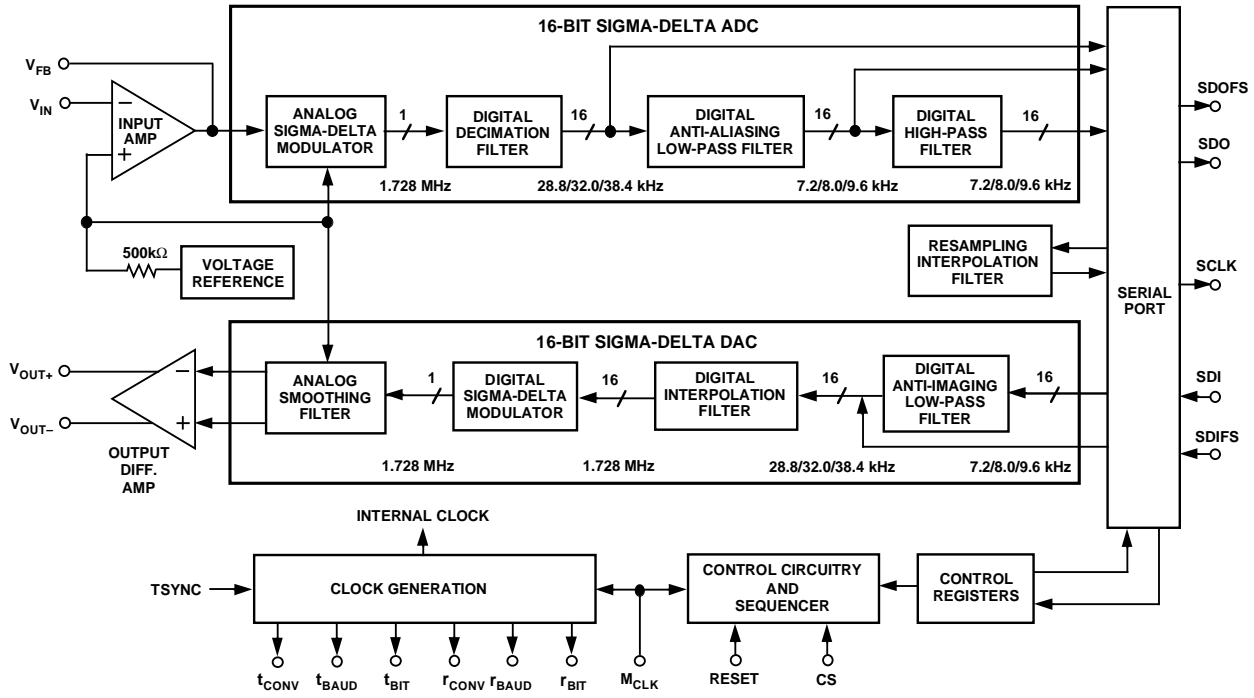 16-BIT SIGMA-DELTA ADC
VFB
VIN
−
INPUT
AMP
+
ANALOG
SIGMA-DELTA
MODULATOR
1
DIGITAL
DECIMATION
FILTER
16
DIGITAL
ANTI-ALIASING
LOW-PASS FILTER
16
DIGITAL
HIGH-PASS
FILTER
16
1.728 MHz
28.8/32.0/38.4 kHz
7.2/8.0/9.6 kHz
7.2/8.0/9.6 kHz
SDOFS
SDO
500kΩ
VOLTAGE
REFERENCE
RESAMPLING
INTERPOLATION
FILTER
SERIAL
PORT
SCLK
16-BIT SIGMA-DELTA DAC
VOUT+
VOUT−
−
+
OUTPUT
DIFF.
AMP
ANALOG
SMOOTHING
FILTER
1
DIGITAL
SIGMA-DELTA
MODULATOR
16
DIGITAL
INTERPOLATION
FILTER
16
DIGITAL
ANTI-IMAGING
LOW-PASS
FILTER
16
SDI
SDIFS
1.728 MHz
1.728 MHz
28.8/32.0/38.4 kHz
7.2/8.0/9.6 kHz
INTERNAL CLOCK
TSYNC
CLOCK GENERATION
CONTROL CIRCUITRY
AND
SEQUENCER
CONTROL
REGISTERS
tCONV
tBAUD
tBIT
rCONV
rBAUD
rBIT
MCLK
RESET
CS